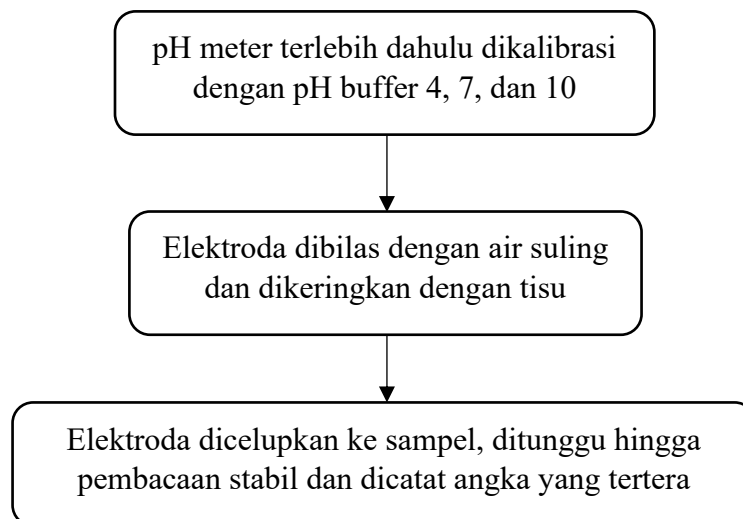 pH meter terlebih dahulu dikalibrasi
dengan pH buffer 4, 7, dan 10
Elektroda dibilas dengan air suling
dan dikeringkan dengan tisu
Elektroda dicelupkan ke sampel, ditunggu hingga
pembacaan stabil dan dicatat angka yang tertera